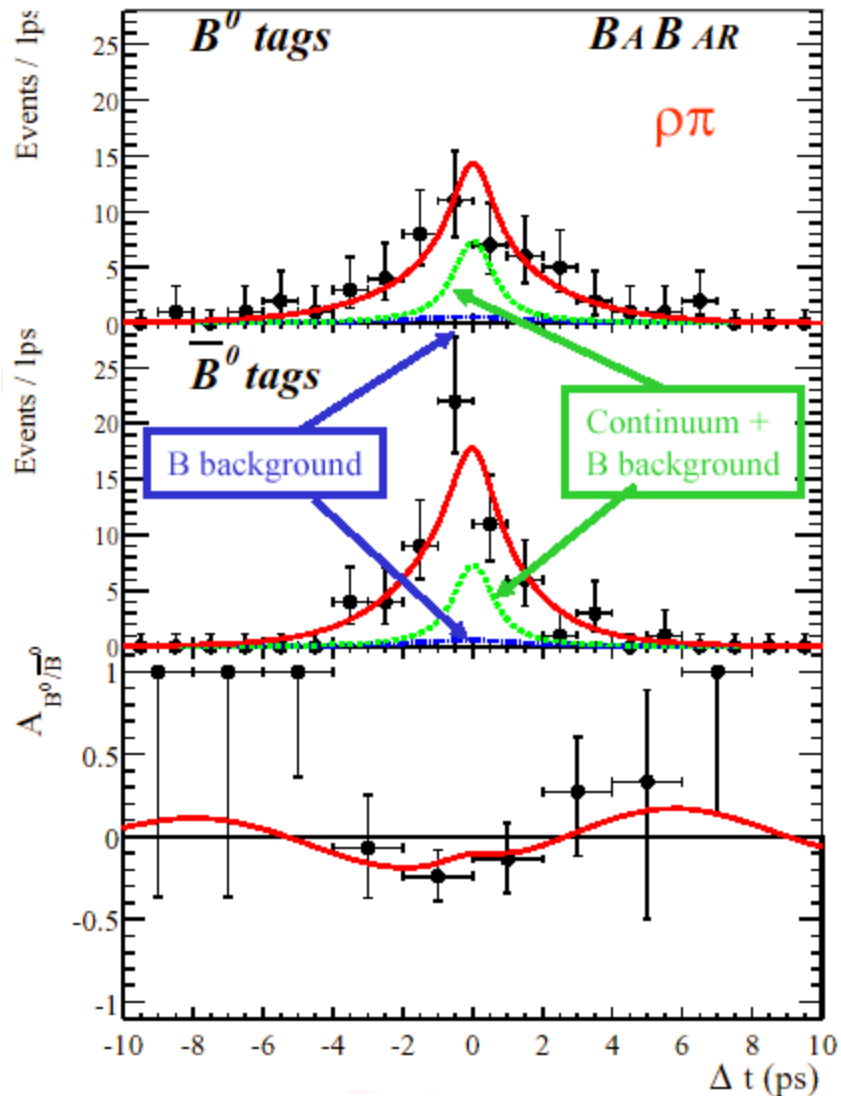 B⁰ tags
BABAR
ρπ
Events / 1ps
25
20
15
10
5
0
B̅⁰ tags
Events / 1ps
25
20
15
10
5
0
B background
Continuum +
B background
A B⁰/B̅⁰
1
0.5
0
-0.5
-1
-10 -8 -6 -4 -2 0 2 4 6 8 10
Δ t (ps)